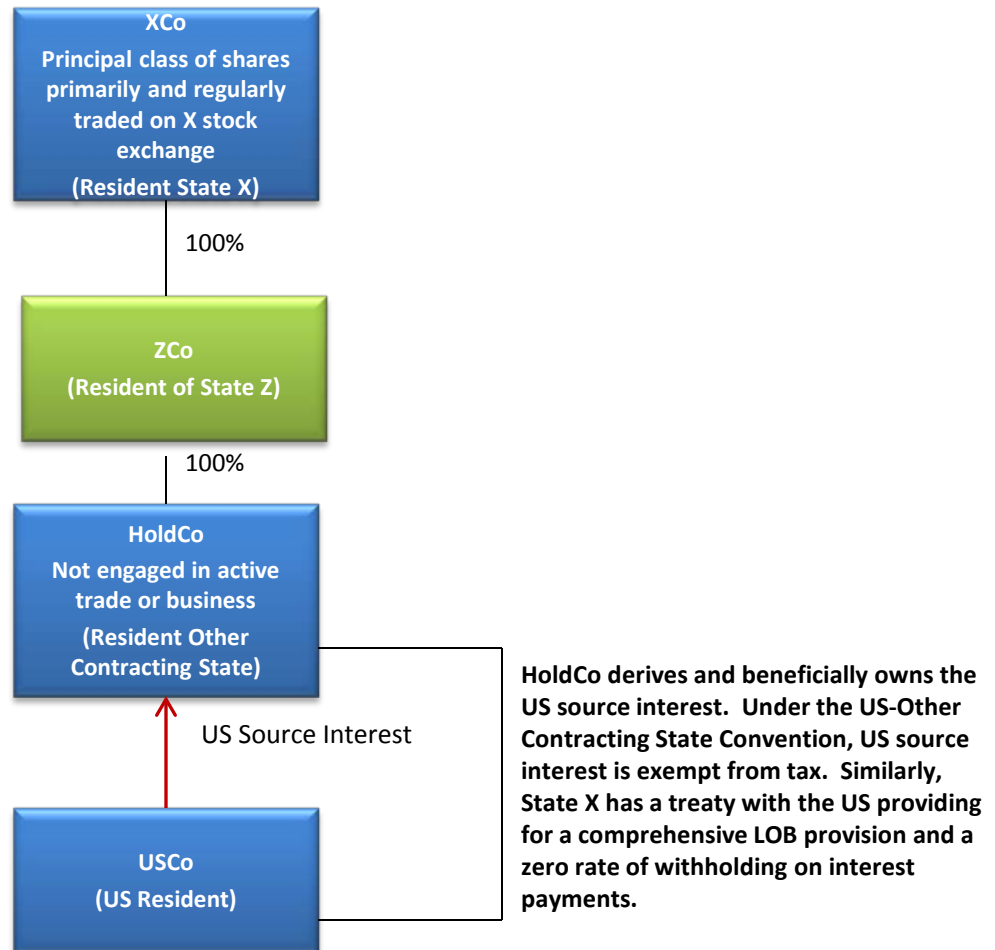 XCo
Principal class of shares
primarily and regularly
traded on X stock
exchange
(Resident State X)
100%
ZCo
(Resident of State Z)
100%
HoldCo
Not engaged in active
trade or business
(Resident Other
Contracting State)
US Source Interest
USCo
(US Resident)
HoldCo derives and beneficially owns the
US source interest.  Under the US-Other
Contracting State Convention, US source
interest is exempt from tax.  Similarly,
State X has a treaty with the US providing
for a comprehensive LOB provision and a
zero rate of withholding on interest
payments.